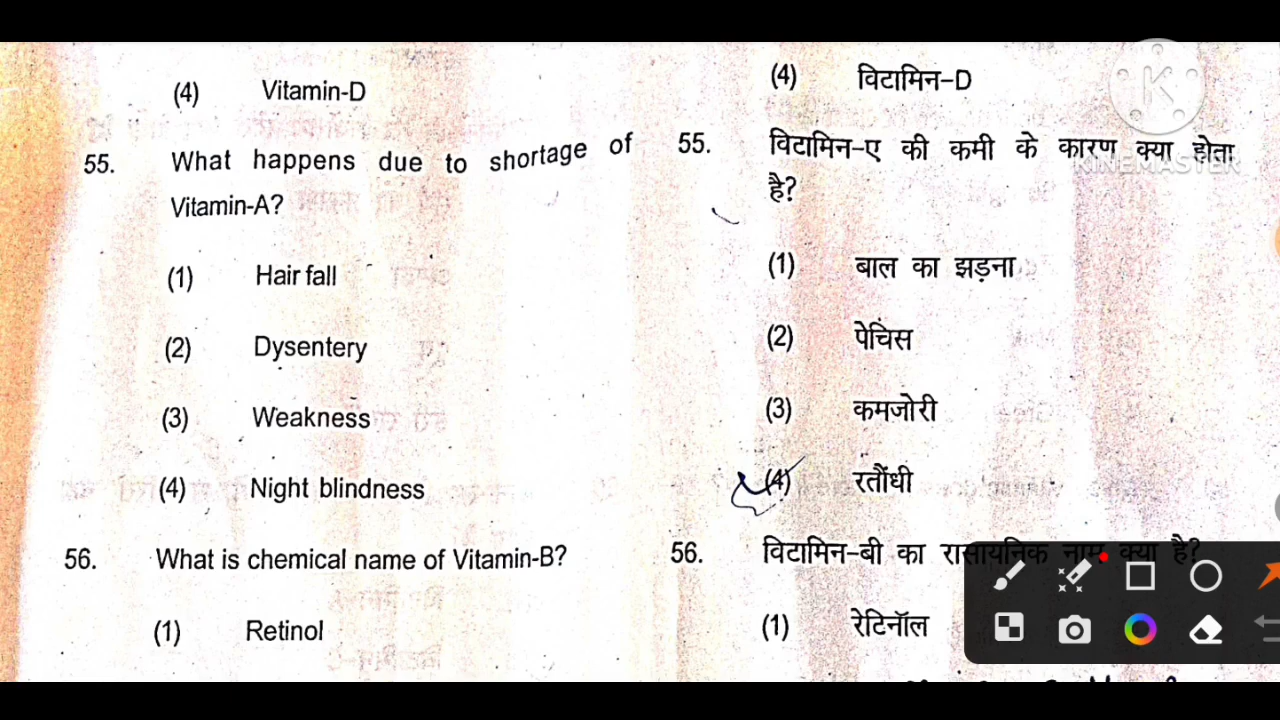 (4) Vitamin-D
55. What happens due to shortage of
Vitamin-A?
(1) Hair fall
(2) Dysentery
(3) Weakness
(4) Night blindness
56. What is chemical name of Vitamin-B?
(1) Retinol
(4) विटामिन-D
55. विटामिन-ए की कमी के कारण क्या होता
है?
(1) बाल का झड़ना
(2) पेचिस
(3) कमजोरी
(4) रतौंधी
56. विटामिन-बी का रासायनिक नाम क्या है?
(1) रेटिनॉल
K
KINEMASTER